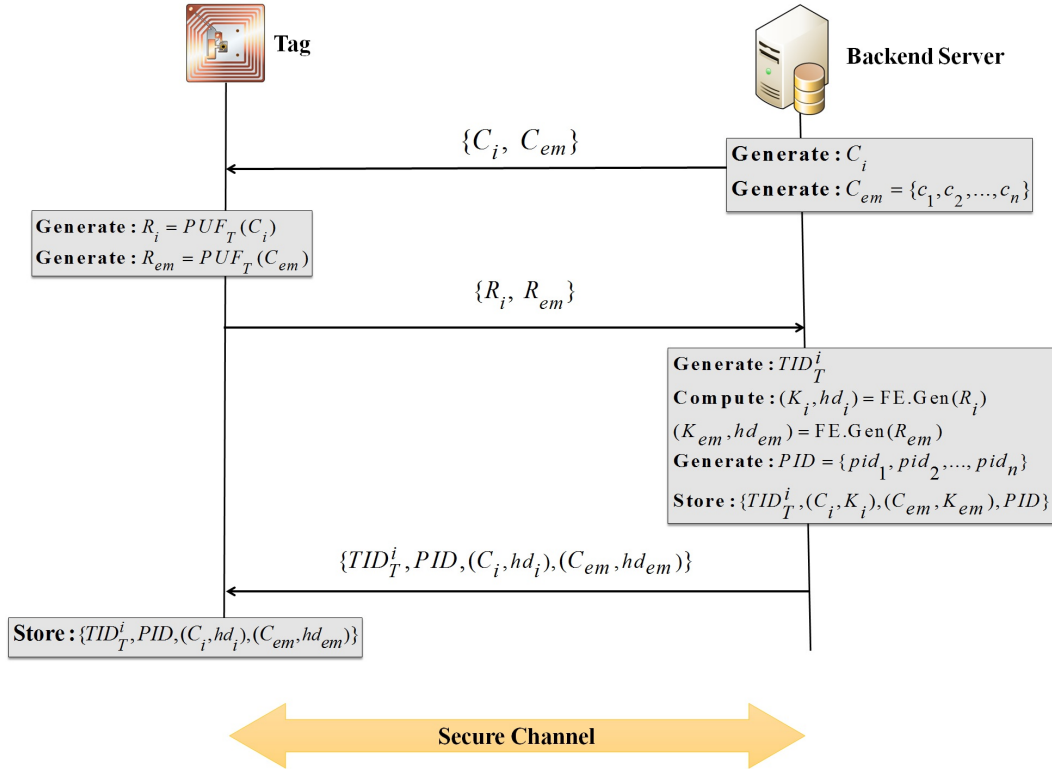 Tag
Backend Server
{C_i, C_em}
Generate: C_i
Generate: C_em = {c_1, c_2, ..., c_n}
Generate: R_i = PUF_T(C_i)
Generate: R_em = PUF_T(C_em)
{R_i, R_em}
Generate: TID_T^i
Compute: (K_i, hd_i) = FE.Gen(R_i)
(K_em, hd_em) = FE.Gen(R_em)
Generate: PID = {pid_1, pid_2, ..., pid_n}
Store: {TID_T^i, (C_i, K_i), (C_em, K_em), PID}
{TID_T^i, PID, (C_i, hd_i), (C_em, hd_em)}
Store: {TID_T^i, PID, (C_i, hd_i), (C_em, hd_em)}
Secure Channel